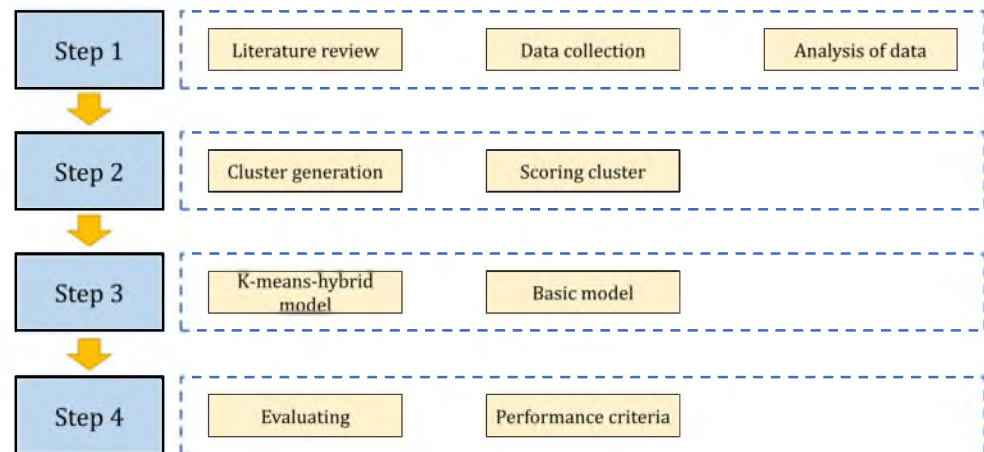 Step 1
Literature review
Data collection
Analysis of data
Step 2
Cluster generation
Scoring cluster
Step 3
K-means-hybrid
model
Basic model
Step 4
Evaluating
Performance criteria